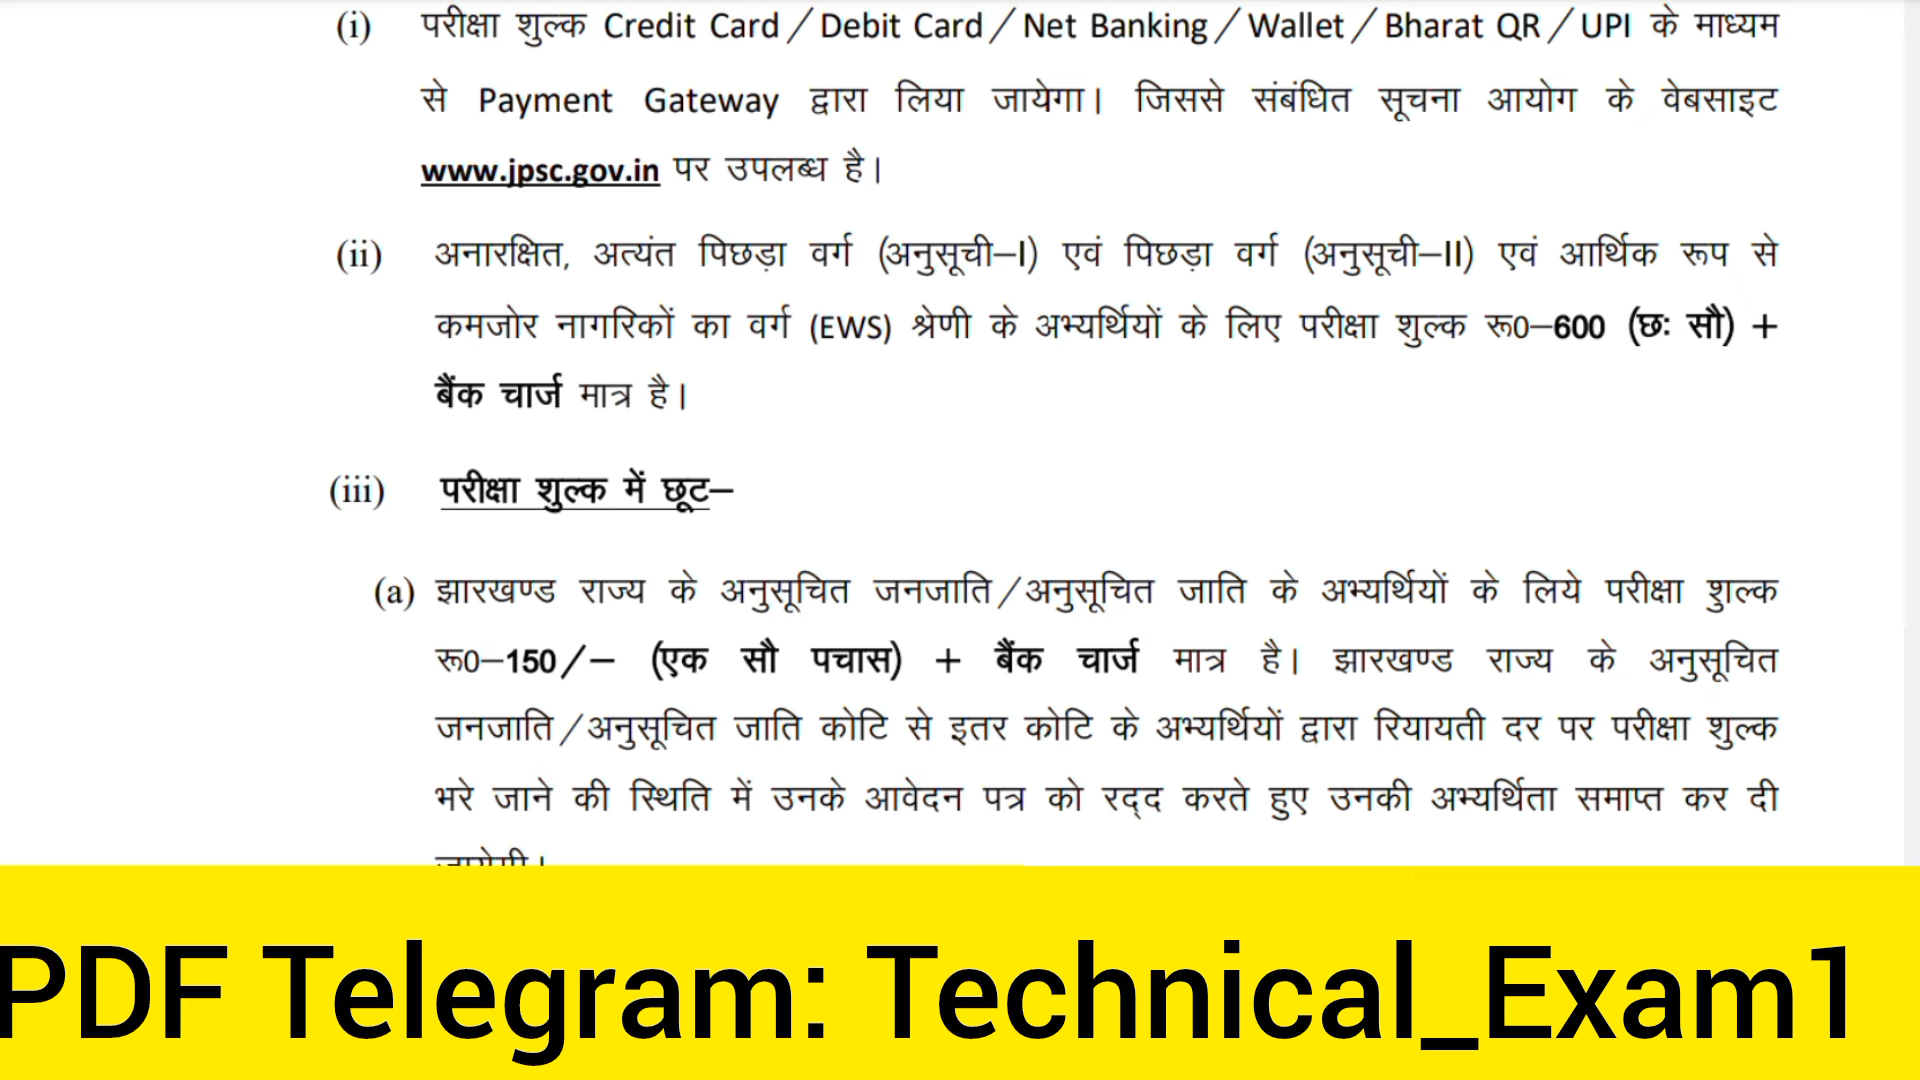 (i) परीक्षा शुल्क Credit Card/Debit Card/Net Banking/Wallet/Bharat QR/UPI के माध्यम
से Payment Gateway द्वारा लिया जायेगा। जिससे संबंधित सूचना आयोग के वेबसाइट
www.jpsc.gov.in पर उपलब्ध है।
(ii) अनारक्षित, अत्यंत पिछड़ा वर्ग (अनुसूची–I) एवं पिछड़ा वर्ग (अनुसूची–II) एवं आर्थिक रूप से
कमजोर नागरिकों का वर्ग (EWS) श्रेणी के अभ्यर्थियों के लिए परीक्षा शुल्क रू0–600 (छः सौ) +
बैंक चार्ज मात्र है।
(iii) परीक्षा शुल्क में छूट–
(a) झारखण्ड राज्य के अनुसूचित जनजाति/अनुसूचित जाति के अभ्यर्थियों के लिये परीक्षा शुल्क
रू0–150/– (एक सौ पचास) + बैंक चार्ज मात्र है। झारखण्ड राज्य के अनुसूचित
जनजाति/अनुसूचित जाति कोटि से इतर कोटि के अभ्यर्थियों द्वारा रियायती दर पर परीक्षा शुल्क
भरे जाने की स्थिति में उनके आवेदन पत्र को रद्द करते हुए उनकी अभ्यर्थिता समाप्त कर दी
जायेगी।
PDF Telegram: Technical_Exam1